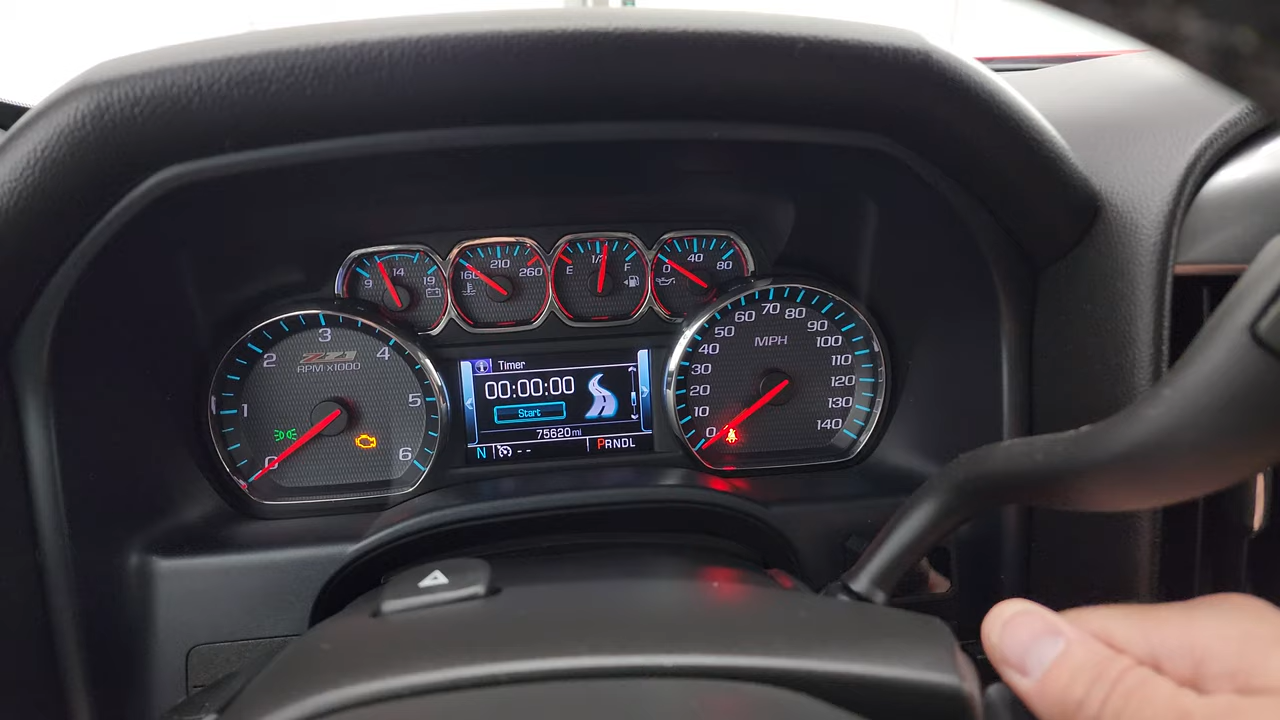 9 14 19
160 210 260
E 1/2 F
0 40 80
0 1 2 3 4 5 6
Z71
RPM x1000
Timer
00:00:00
Start
75620 mi
N -- PRNDL
0 10 20 30 40 50 60 70 80 90 100 110 120 130 140
MPH